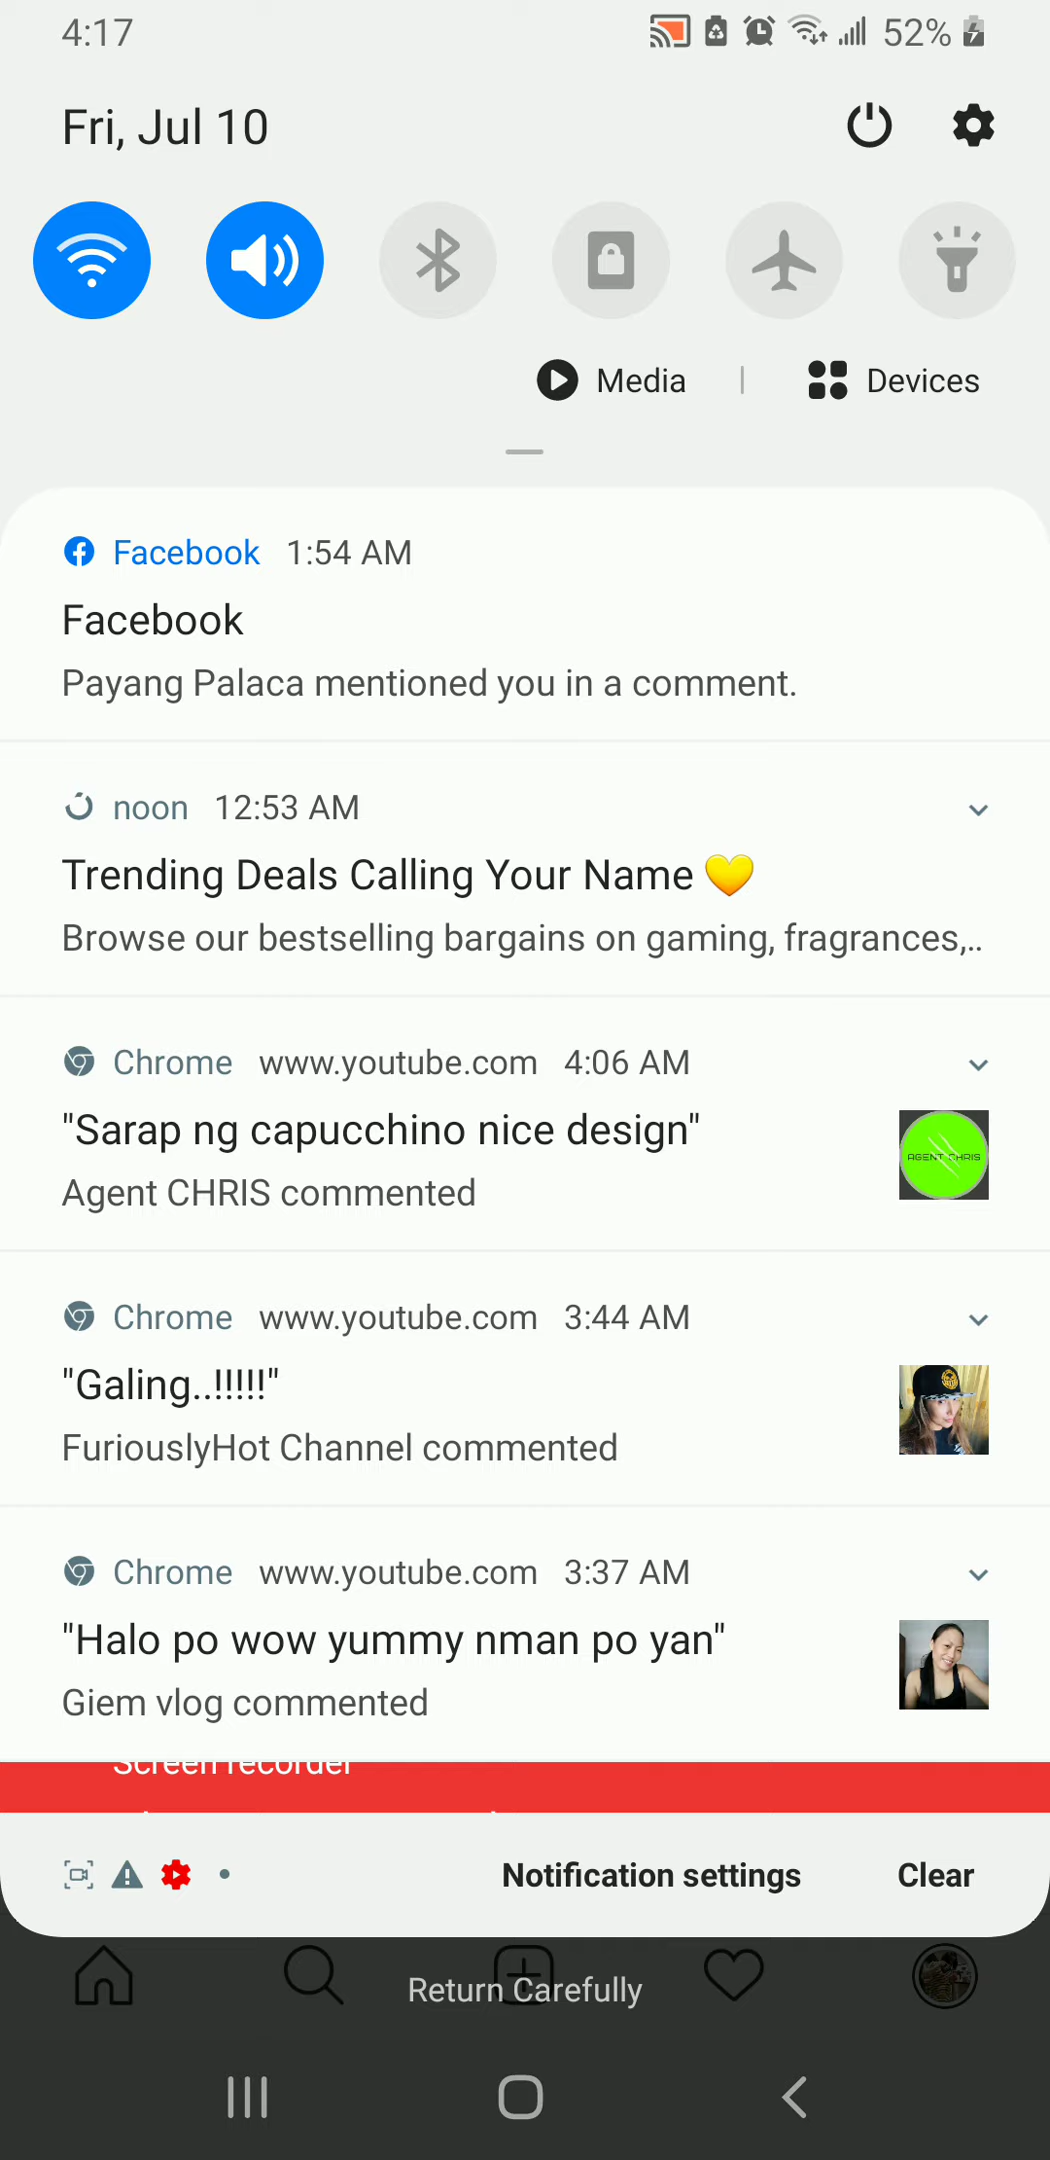 4:17
52%
Fri, Jul 10
Media | Devices
Facebook 1:54 AM
Facebook
Payang Palaca mentioned you in a comment.
noon 12:53 AM
Trending Deals Calling Your Name 💛
Browse our bestselling bargains on gaming, fragrances,..
Chrome www.youtube.com 4:06 AM
"Sarap ng capucchino nice design"
AGENT CHRIS
Agent CHRIS commented
Chrome www.youtube.com 3:44 AM
"Galing..!!!!!"
FuriouslyHot Channel commented
Chrome www.youtube.com 3:37 AM
"Halo po wow yummy nman po yan"
Giem vlog commented
Screen recorder
Notification settings Clear
Return Carefully